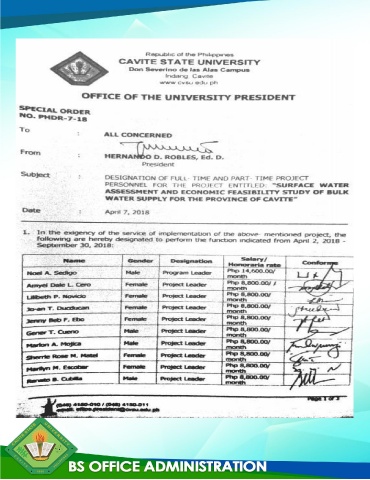 Republic of the Philippines
CAVITE STATE UNIVERSITY
Don Severino de las Alas Campus
Indang, Cavite
www.cvsu.edu.ph
OFFICE OF THE UNIVERSITY PRESIDENT
SPECIAL ORDER
NO. PHDR-7-18
To : ALL CONCERNED
From : HERNANDO D. ROBLES, Ed. D.
President
Subject : DESIGNATION OF FULL-TIME AND PART-TIME PROJECT
PERSONNEL FOR THE PROJECT ENTITLED: "SURFACE WATER
ASSESSMENT AND ECONOMIC FEASIBILITY STUDY OF BULK
WATER SUPPLY FOR THE PROVINCE OF CAVITE"
Date : April 7, 2018
1. In the exigency of the service of implementation of the above- mentioned project, the
following are hereby designated to perform the function indicated from April 2, 2018 -
September 30, 2018:
Name Gender Designation Salary/ Honoraria rate Conforme
Noel A. Sedigo Male Program Leader Php 14,600.00/ month
Amyel Dale L. Cero Female Project Leader Php 8,800.00/ / month
Lilibeth P. Novicio Female Project Leader Php 8,800.00/ month
Jo-an T. Ducducan Female Project Leader Php 8,800.00/ month
Jenny Beb F. Ebo Female Project Leader Php 8,800.00/ month
Gener T. Cueno Male Project Leader Php 8,800.00/ month
Marlon A. Mojica Male Project Leader Php 8,800.00/ month
Sherrie Rose M. Matel Female Project Leader Php 8,800.00/ month
Marilyn M. Escobar Female Project Leader Php 8,800.00/ month
Renato B. Cubilla Male Project Leader Php 8,800.00/ month
(046) 4150-010 / (046) 4150-011
Page 1 of 2
BS OFFICE ADMINISTRATION